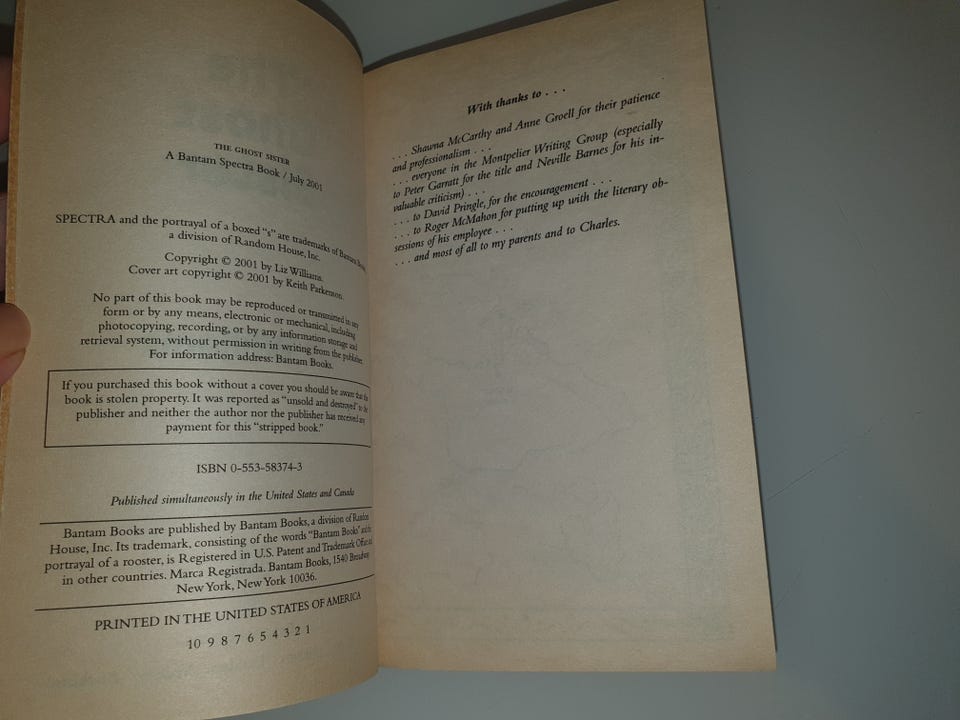 THE GHOST SISTER
A Bantam Spectra Book / July 2001
SPECTRA and the portrayal of a boxed “s” are trademarks of Bantam Books,
a division of Random House, Inc.
Copyright © 2001 by Liz Williams.
Cover art copyright © 2001 by Keith Parkenson.
No part of this book may be reproduced or transmitted in any
form or by any means, electronic or mechanical, including
photocopying, recording, or by any information storage and
retrieval system, without permission in writing from the publisher.
For information address: Bantam Books.
If you purchased this book without a cover you should be aware that this
book is stolen property. It was reported as “unsold and destroyed” to the
publisher and neither the author nor the publisher has received any
payment for this “stripped book.”
ISBN 0-553-58374-3
Published simultaneously in the United States and Canada
Bantam Books are published by Bantam Books, a division of Random
House, Inc. Its trademark, consisting of the words “Bantam Books” and the
portrayal of a rooster, is Registered in U.S. Patent and Trademark Office and
in other countries. Marca Registrada. Bantam Books, 1540 Broadway,
New York, New York 10036.
PRINTED IN THE UNITED STATES OF AMERICA
10 9 8 7 6 5 4 3 2 1
With thanks to . . .
. . . Shawna McCarthy and Anne Groell for their patience
and professionalism . . .
. . . everyone in the Montpelier Writing Group (especially
to Peter Garratt for the title and Neville Barnes for his in-
valuable criticism) . . .
. . . to David Pringle, for the encouragement . . .
. . . to Roger McMahon for putting up with the literary ob-
sessions of his employee . . .
. . . and most of all to my parents and to Charles.